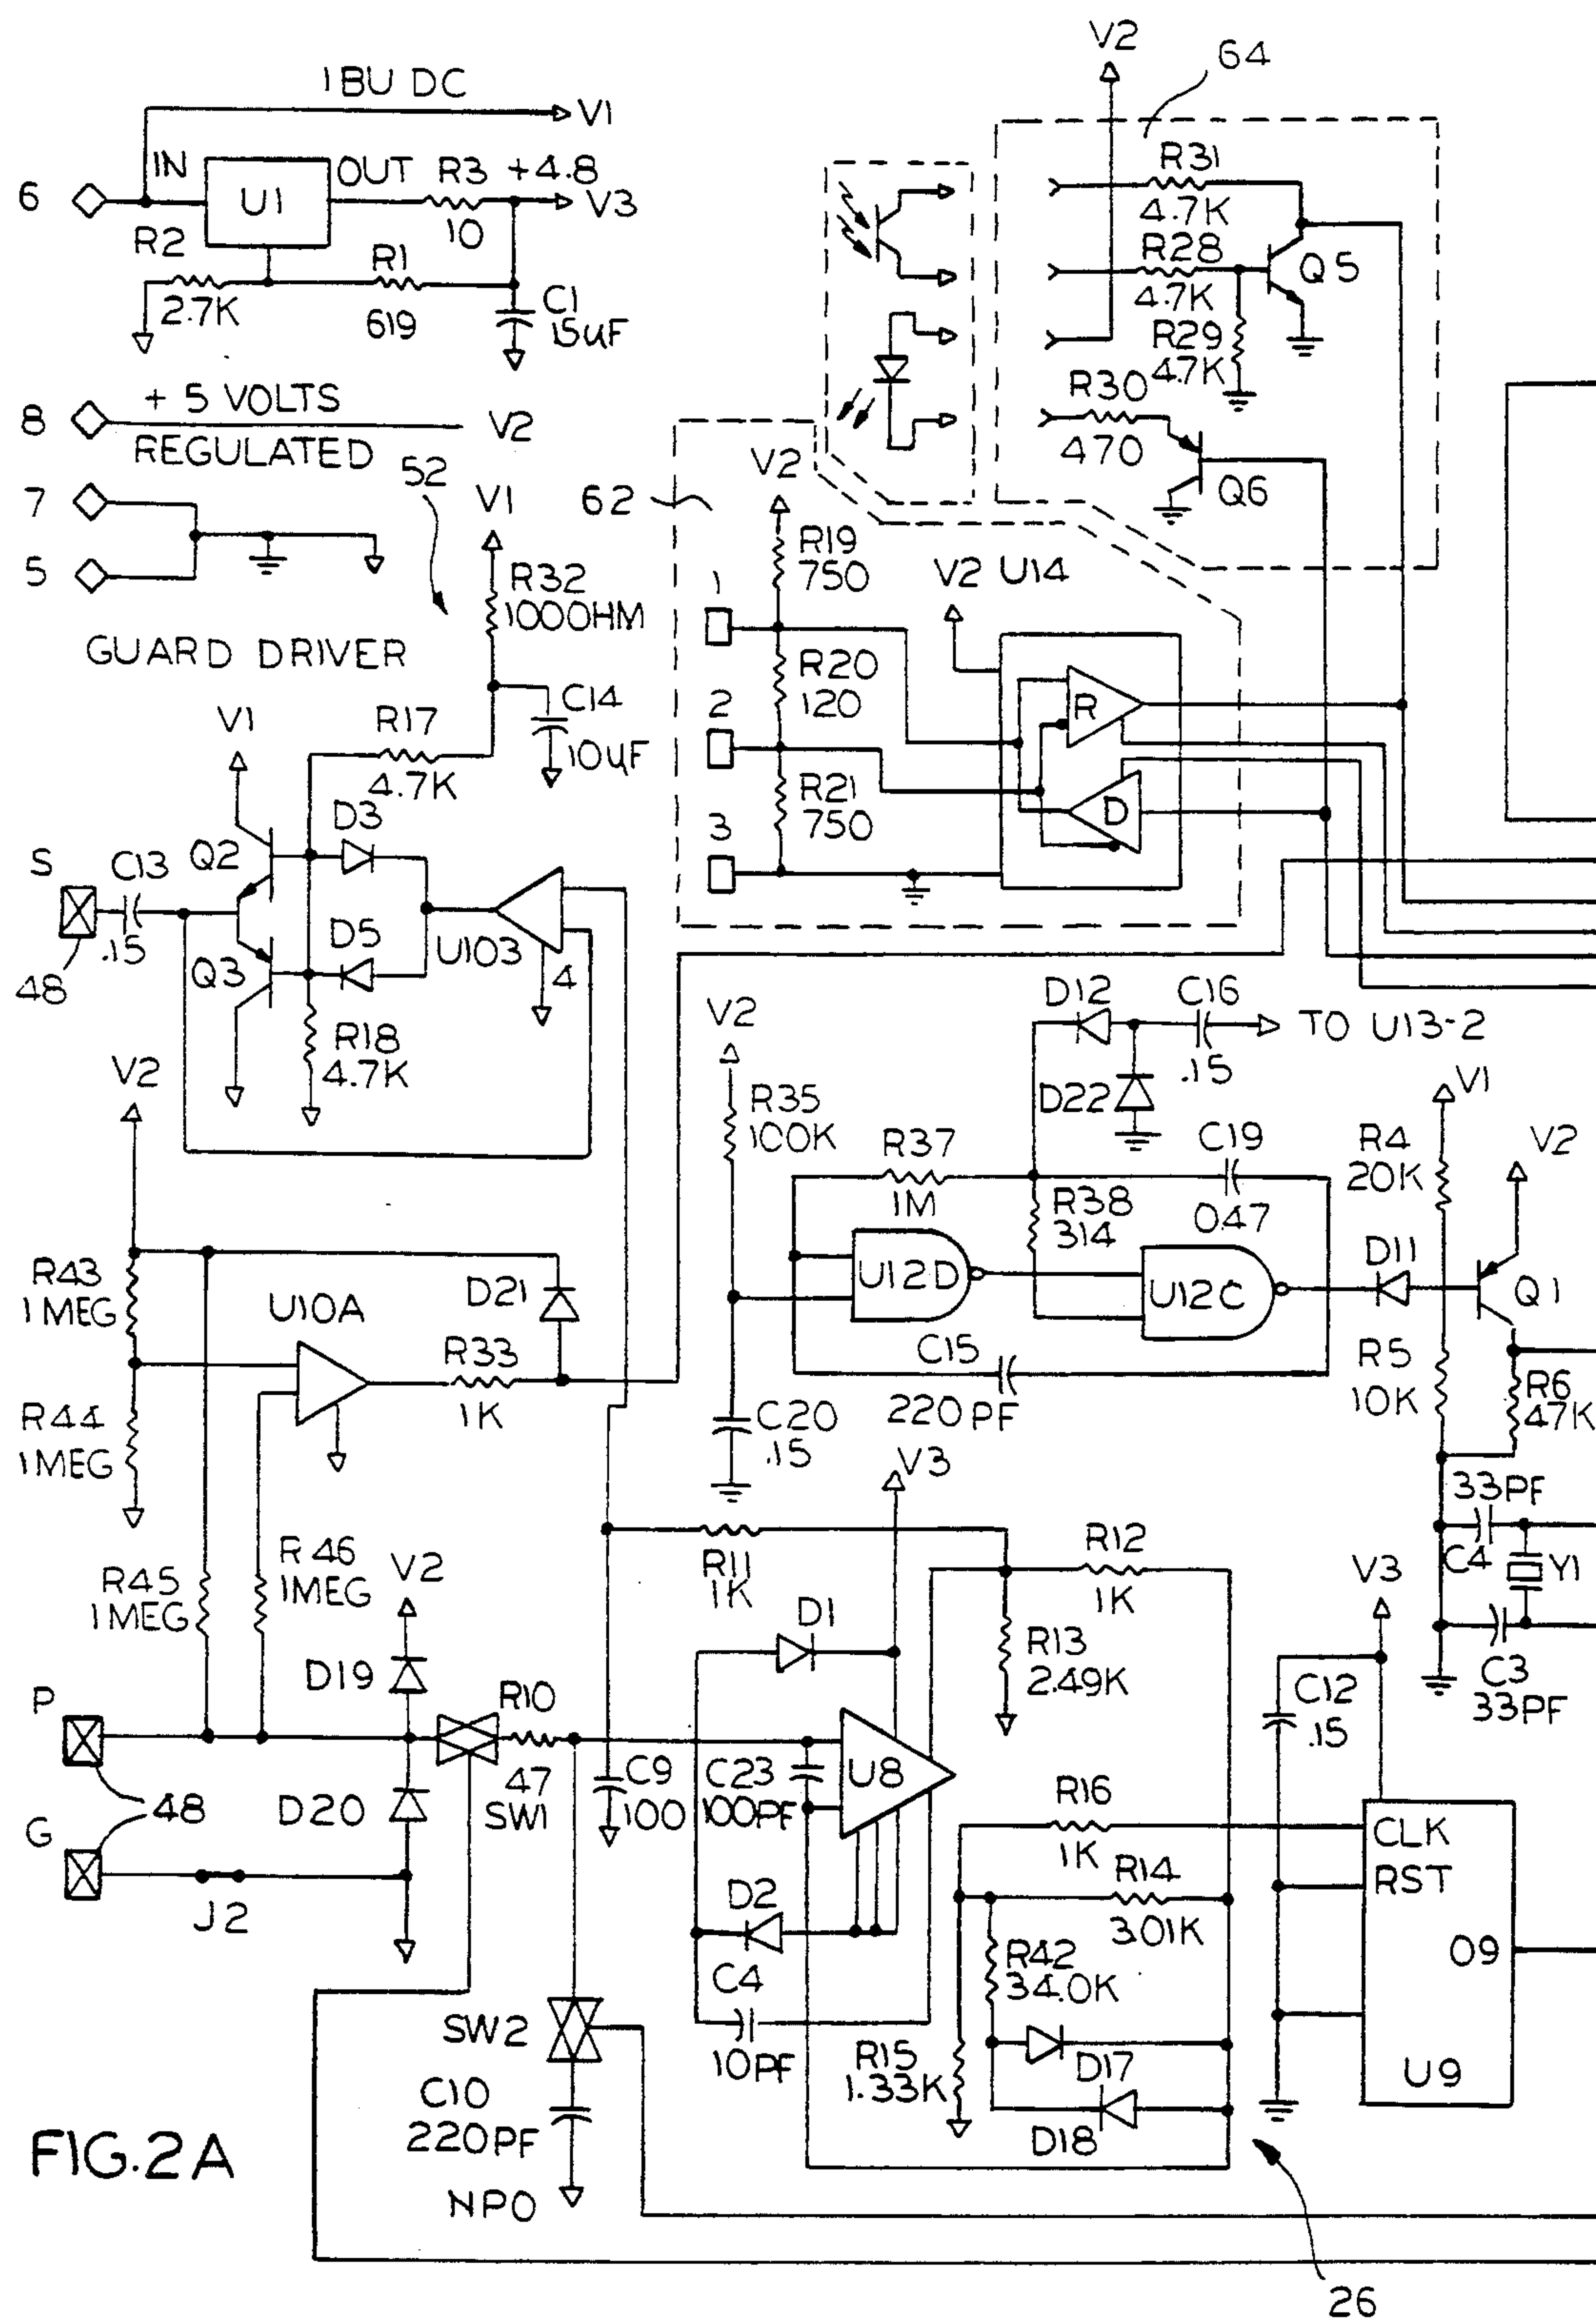 V2
64
1BU DC
V1
IN
OUT
R3
+4.8
V3
6
U1
10
R2
2.7K
R1
619
C1
15uF
R31
4.7K
R28
4.7K
Q5
R29
47K
R30
470
Q6
8
+ 5 VOLTS
REGULATED
V2
7
5
52
V1
62
V2
R19
750
V2
U14
1
R32
1000HM
GUARD DRIVER
R20
120
2
C14
10uF
R
V1
R17
4.7K
R21
750
D
3
D3
Q2
S
C13
.15
D5
U103
4
Q3
48
R18
4.7K
D12
C16
TO U13-2
.15
D22
V2
V2
R35
100K
V1
R37
1M
C19
047
R38
314
R4
20K
V2
R43
1 MEG
U10A
D21
U12D
U12C
D11
Q1
R33
1K
C15
220PF
R5
10K
R6
47K
R44
1MEG
C20
.15
V3
33PF
C4
Y1
R45
1MEG
R46
1MEG
V2
R11
1K
R12
1K
V3
D1
R13
2.49K
C3
33PF
D19
R10
C12
.15
P
47
SW1
C9
100
C23
100PF
U8
48
D20
R16
1K
CLK
G
R14
301K
RST
J2
D2
R42
34.0K
09
C4
10PF
SW2
R15
1.33K
D17
U9
C10
220PF
D18
FIG.2A
NPO
26